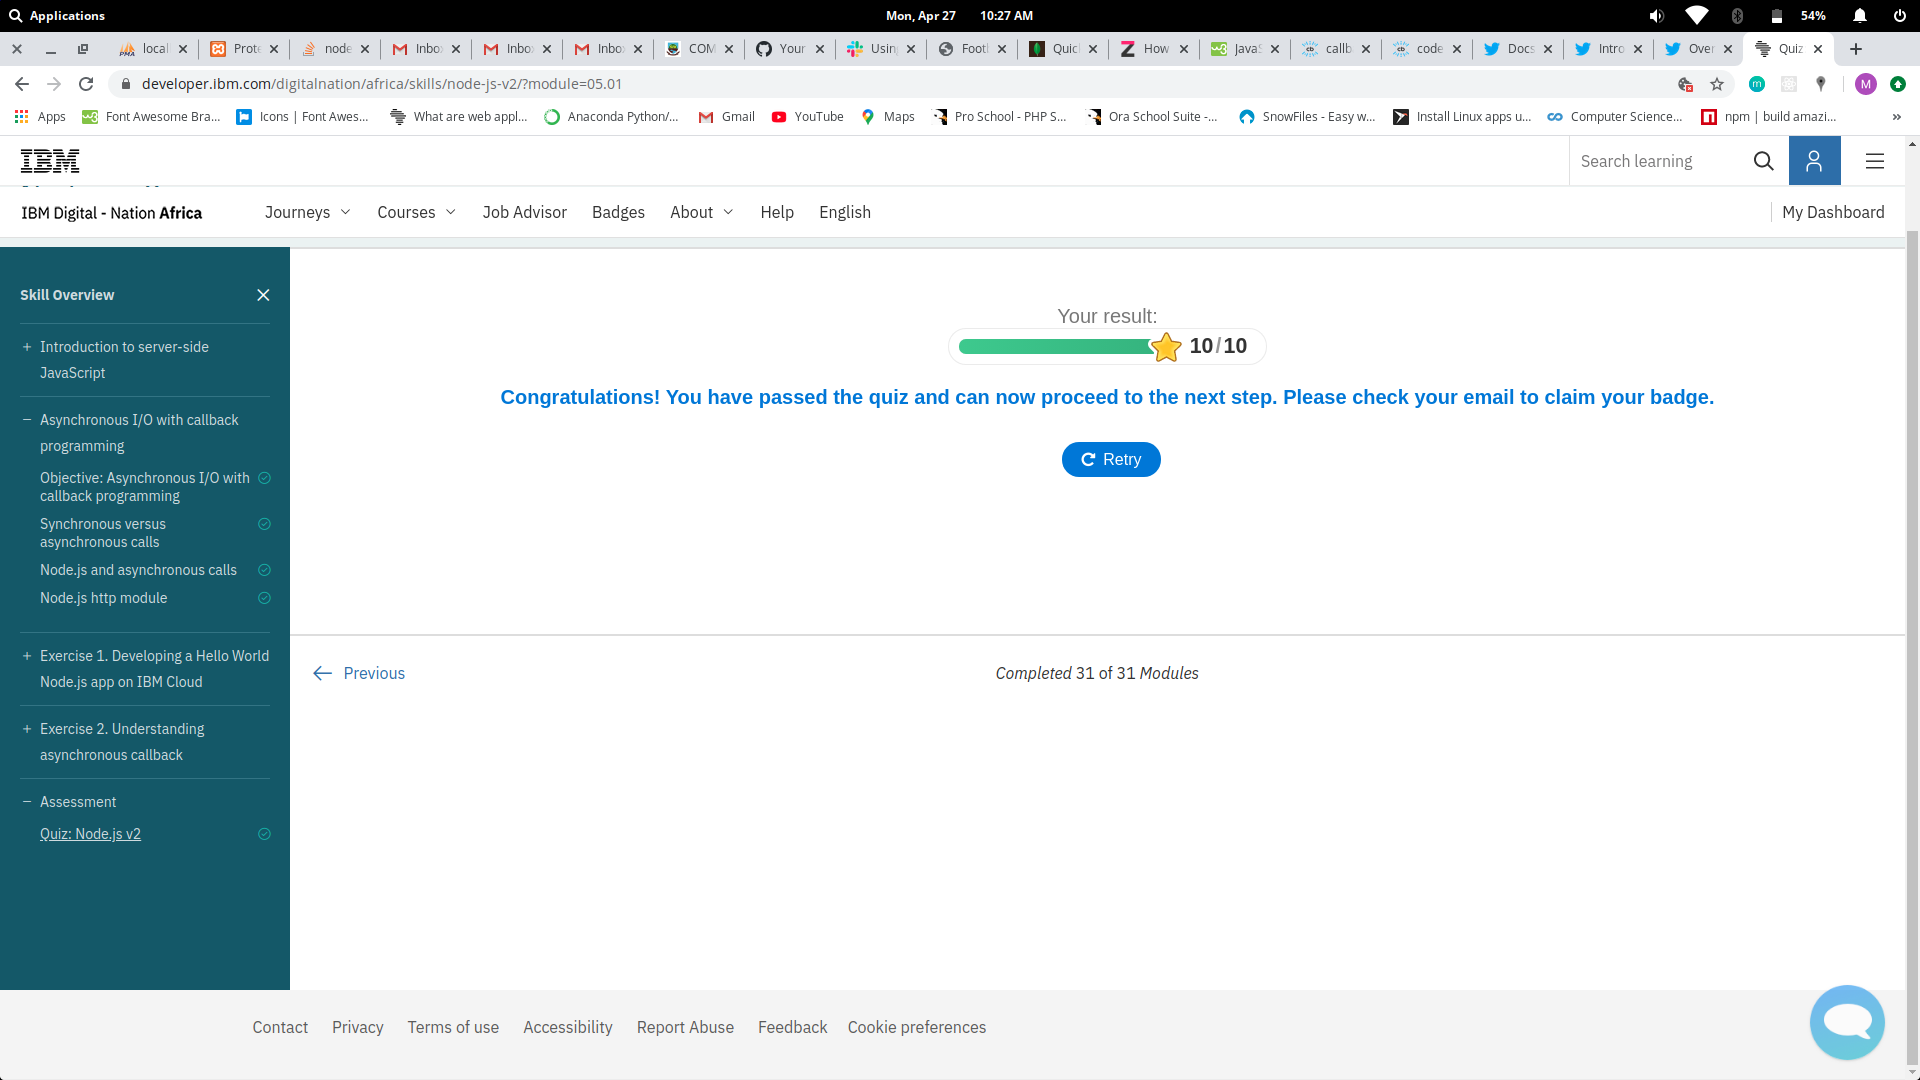 Applications
Mon, Apr 27 10:27 AM
54%
local Prote node Inbo Inbo Inbo COM Your Usin Footl Quic How JavaS callb code Docs Intro Over Quiz
developer.ibm.com/digitalnation/africa/skills/node-js-v2/?module=05.01
M
Apps Font Awesome Bra... Icons | Font Awes... What are web appl... Anaconda Python/... Gmail YouTube Maps Pro School - PHP S... Ora School Suite -... SnowFiles - Easy w... Install Linux apps u... Computer Science... npm | build amazi... »
IBM
Search learning
IBM Digital - Nation Africa
Journeys Courses Job Advisor Badges About Help English
My Dashboard
Skill Overview
+ Introduction to server-side
JavaScript
− Asynchronous I/O with callback
programming
Objective: Asynchronous I/O with
callback programming
Synchronous versus
asynchronous calls
Node.js and asynchronous calls
Node.js http module
+ Exercise 1. Developing a Hello World
Node.js app on IBM Cloud
+ Exercise 2. Understanding
asynchronous callback
− Assessment
Quiz: Node.js v2
Your result:
10/10
Congratulations! You have passed the quiz and can now proceed to the next step. Please check your email to claim your badge.
Retry
Previous
Completed 31 of 31 Modules
Contact Privacy Terms of use Accessibility Report Abuse Feedback Cookie preferences